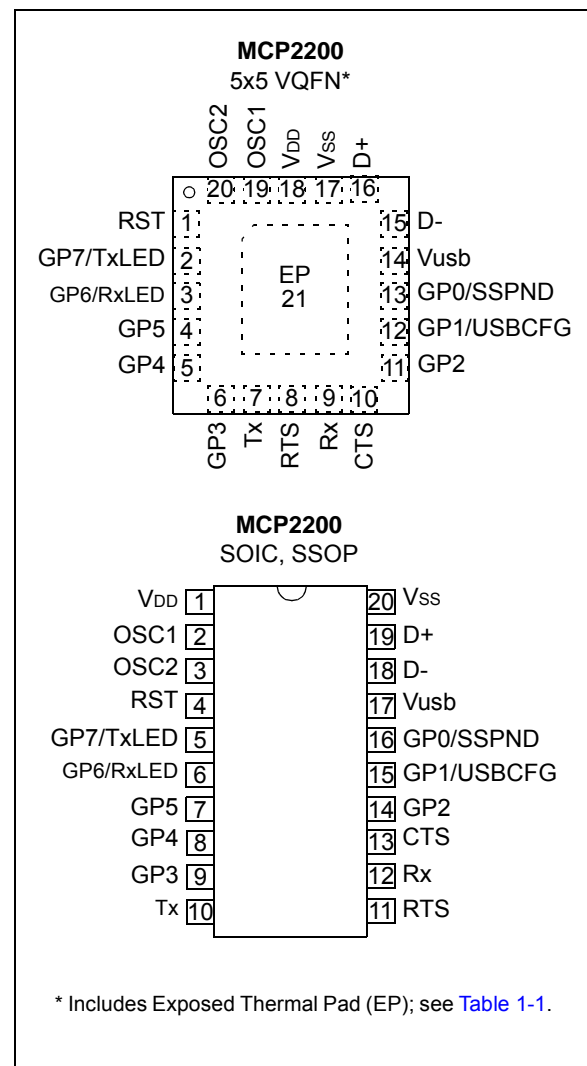 MCP2200
5x5 VQFN*
OSC2
OSC1
VDD
VSS
D+
20 19 18 17 16
RST 1 15 D-
GP7/TxLED 2 14 Vusb
EP
21
GP6/RxLED 3 13 GP0/SSPND
GP5 4 12 GP1/USBCFG
GP4 5 11 GP2
6 7 8 9 10
GP3
Tx
RTS
Rx
CTS
MCP2200
SOIC, SSOP
VDD 1 20 VSS
OSC1 2 19 D+
OSC2 3 18 D-
RST 4 17 Vusb
GP7/TxLED 5 16 GP0/SSPND
GP6/RxLED 6 15 GP1/USBCFG
GP5 7 14 GP2
GP4 8 13 CTS
GP3 9 12 Rx
Tx 10 11 RTS
* Includes Exposed Thermal Pad (EP); see Table 1-1.